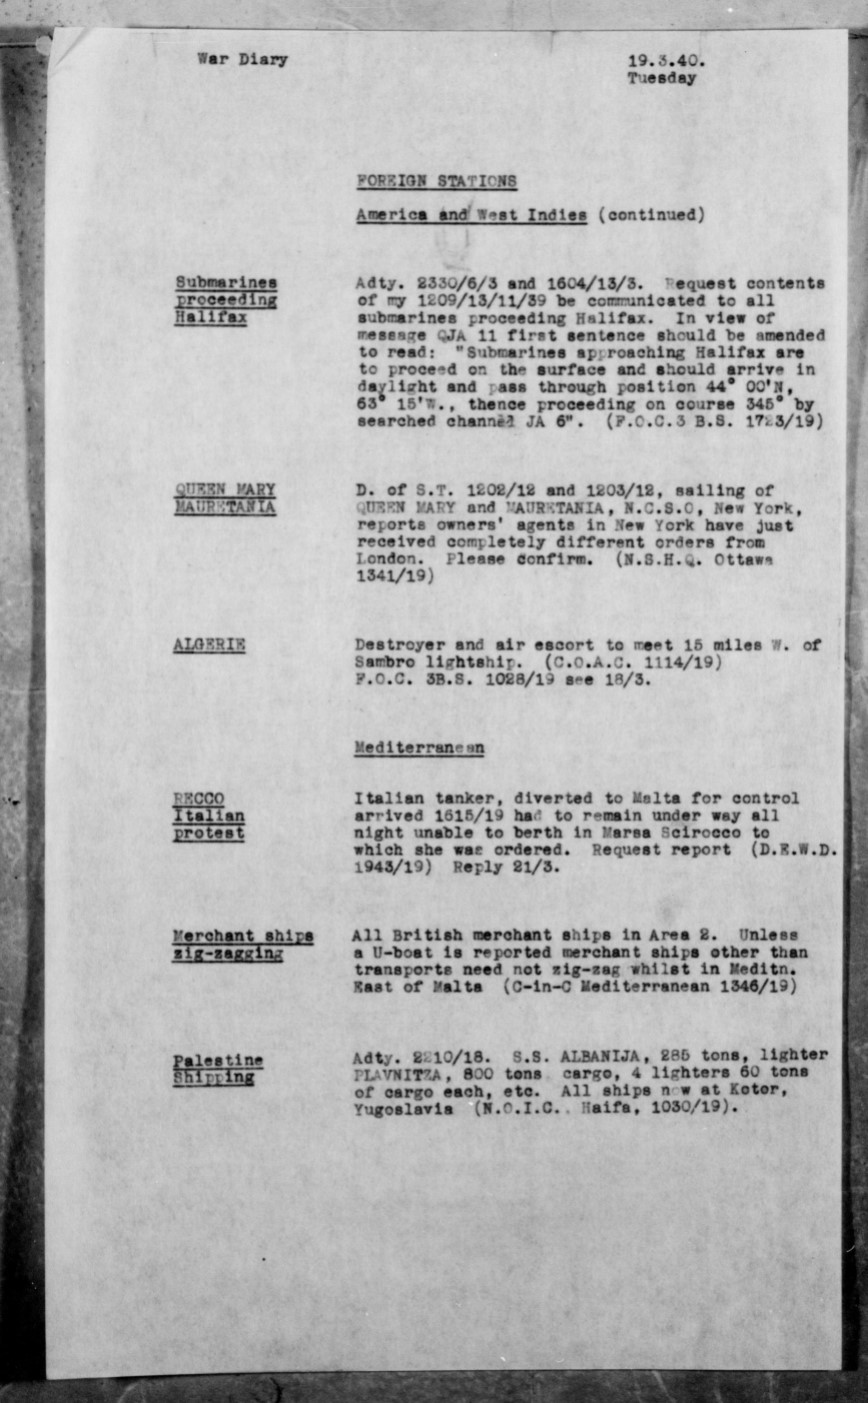 War Diary
19.3.40.
Tuesday
FOREIGN STATIONS
America and West Indies (continued)
Submarines
proceeding
Halifax
Adty. 2330/6/3 and 1604/13/3. Request contents
of my 1209/13/11/39 be communicated to all
submarines proceeding Halifax. In view of
message QJA 11 first sentence should be amended
to read: "Submarines approaching Halifax are
to proceed on the surface and should arrive in
daylight and pass through position 44° 00'N,
63° 15'W., thence proceeding on course 345° by
searched channel JA 6". (F.O.C.3 B.S. 1723/19)
QUEEN MARY
MAURETANIA
D. of S.T. 1202/12 and 1203/12, sailing of
QUEEN MARY and MAURETANIA, N.C.S.O, New York,
reports owners' agents in New York have just
received completely different orders from
London. Please confirm. (N.S.H.Q. Ottawa
1341/19)
ALGERIE
Destroyer and air escort to meet 15 miles W. of
Sambro lightship. (C.O.A.C. 1114/19)
F.O.C. 3B.S. 1028/19 see 18/3.
Mediterranean
RECCO
Italian
protest
Italian tanker, diverted to Malta for control
arrived 1615/19 had to remain under way all
night unable to berth in Marsa Scirocco to
which she was ordered. Request report (D.E.W.D.
1943/19) Reply 21/3.
Merchant ships
zig-zagging
All British merchant ships in Area 2. Unless
a U-boat is reported merchant ships other than
transports need not zig-zag whilst in Meditn.
East of Malta (C-in-C Mediterranean 1346/19)
Palestine
Shipping
Adty. 2210/18. S.S. ALBANIJA, 285 tons, lighter
PLAVNITZA, 800 tons cargo, 4 lighters 60 tons
of cargo each, etc. All ships now at Kotor,
Yugoslavia (N.O.I.C.. Haifa, 1030/19).